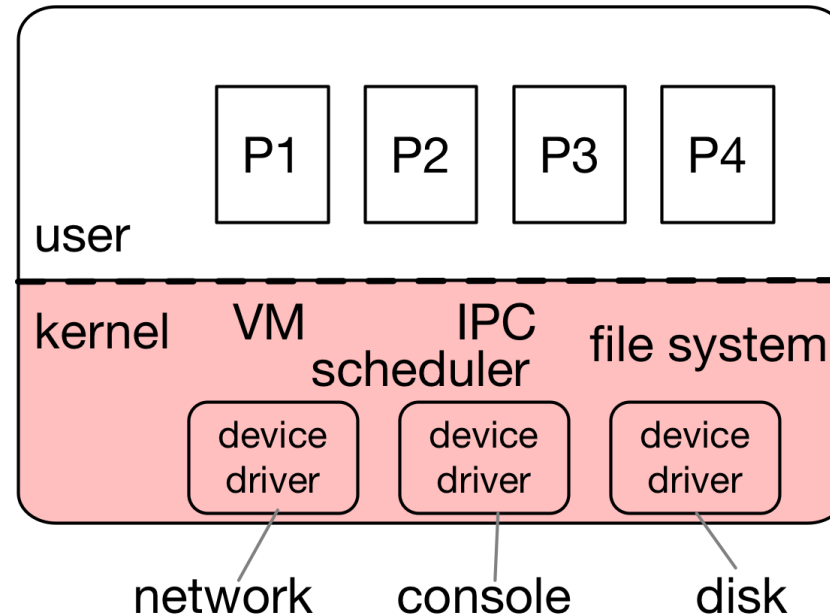 P1 P2 P3 P4
user
kernel VM IPC file system
scheduler
device driver
device driver
device driver
network console disk